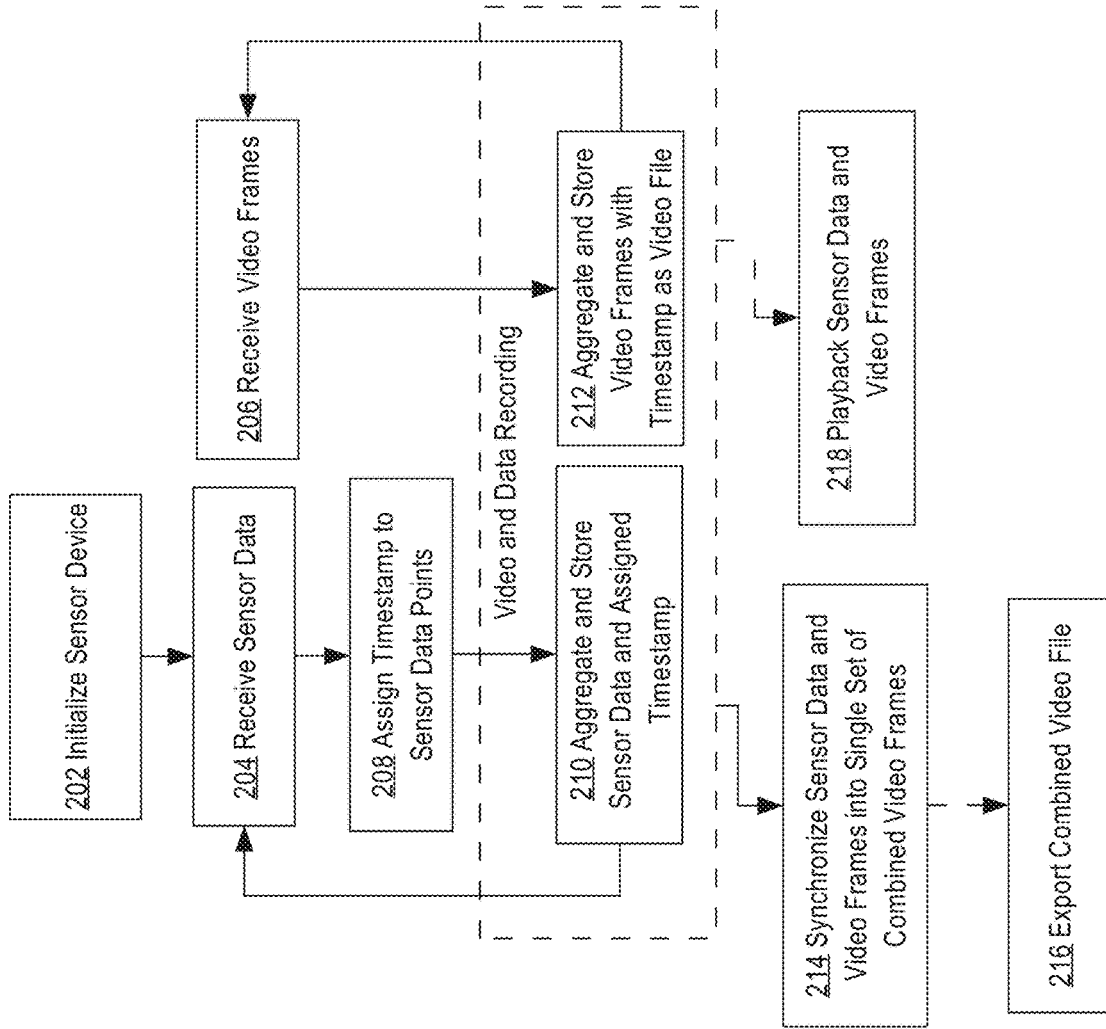 202 Initialize Sensor Device
204 Receive Sensor Data
206 Receive Video Frames
208 Assign Timestamp to
Sensor Data Points
Video and Data Recording
210 Aggregate and Store
Sensor Data and Assigned
Timestamp
212 Aggregate and Store
Video Frames with
Timestamp as Video File
214 Synchronize Sensor Data and
Video Frames into Single Set of
Combined Video Frames
218 Playback Sensor Data and
Video Frames
216 Export Combined Video File